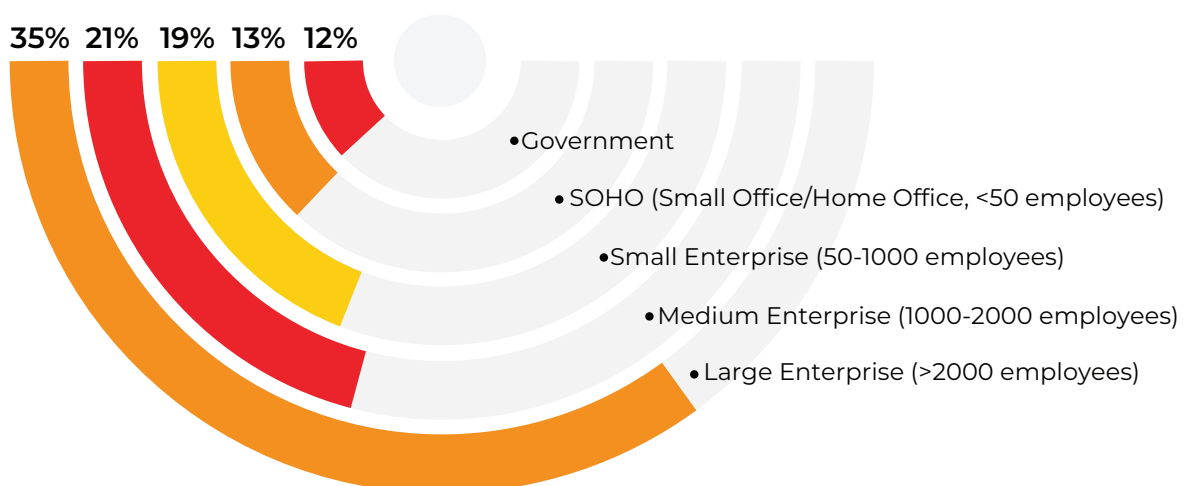 35% 21% 19% 13% 12%
•Government
•SOHO (Small Office/Home Office, <50 employees)
•Small Enterprise (50-1000 employees)
•Medium Enterprise (1000-2000 employees)
•Large Enterprise (>2000 employees)